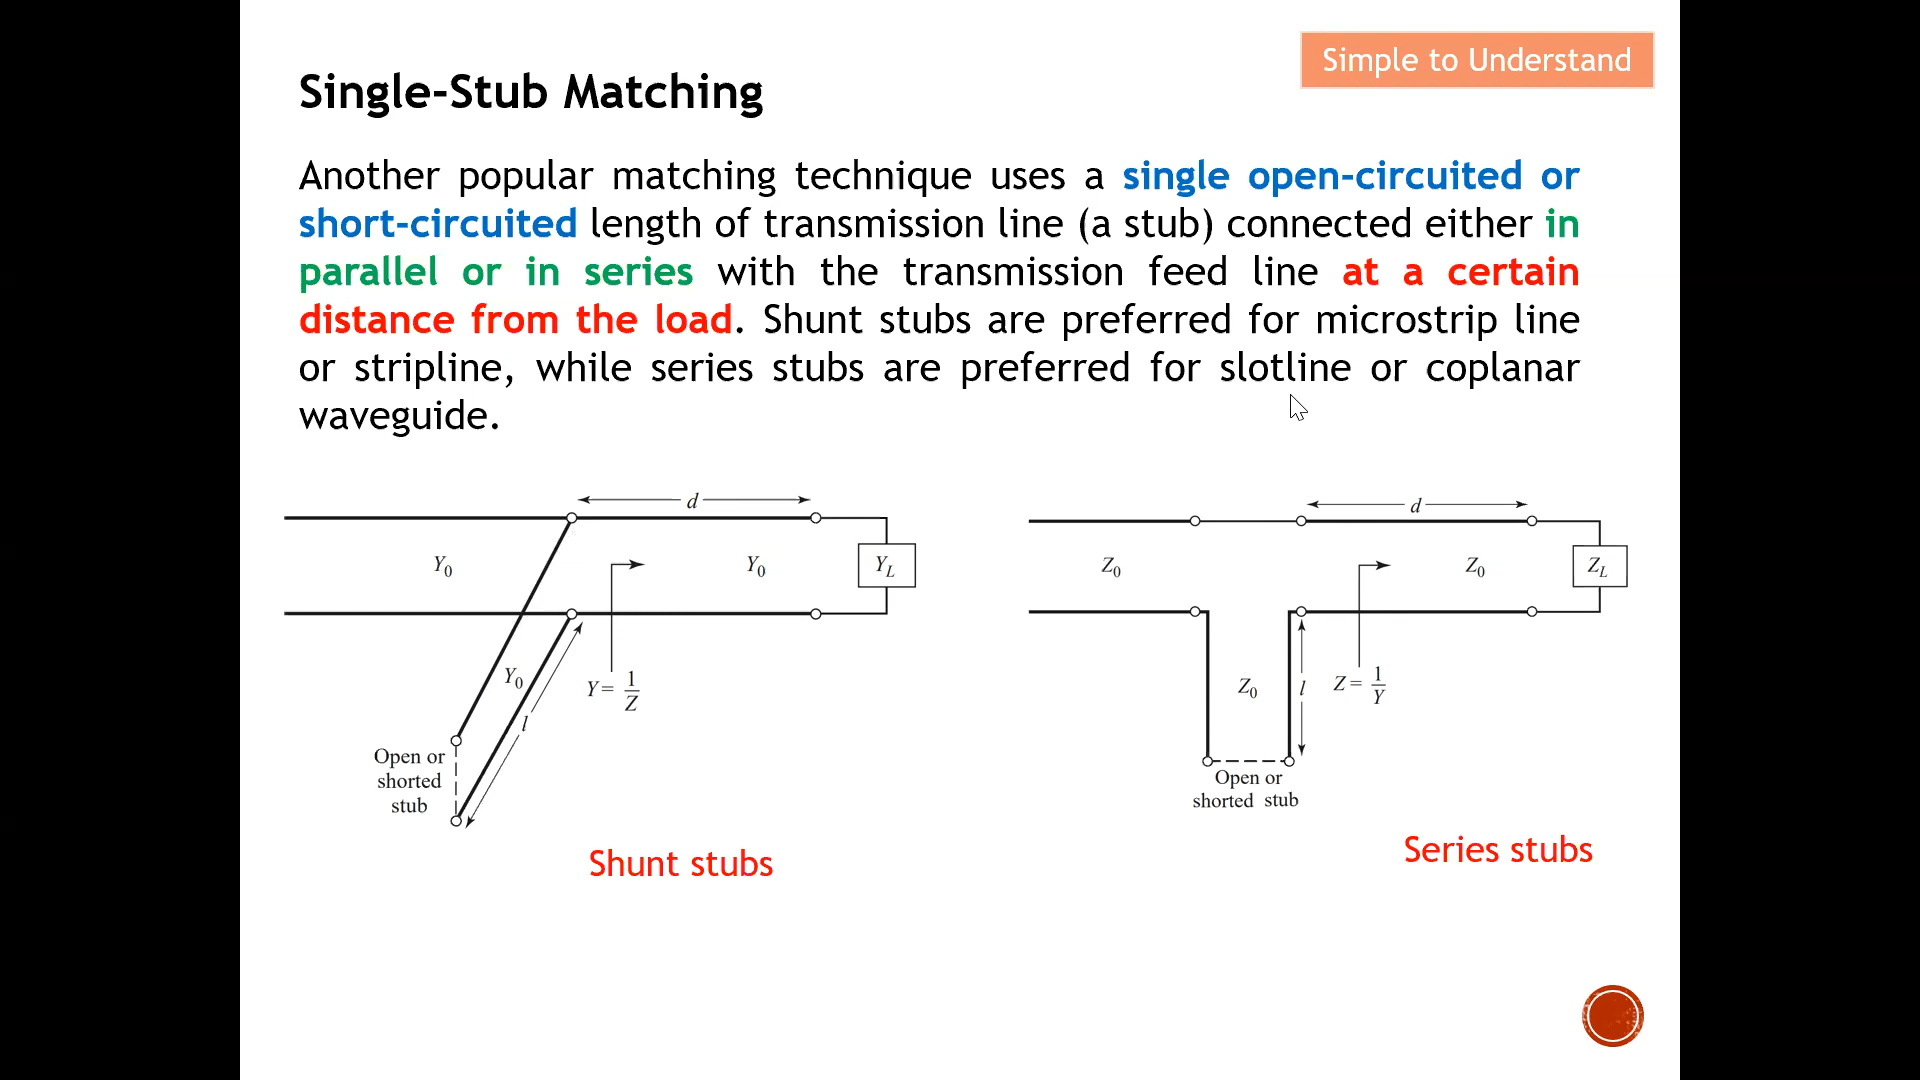 Simple to Understand
Single-Stub Matching
Another popular matching technique uses a single open-circuited or
short-circuited length of transmission line (a stub) connected either in
parallel or in series with the transmission feed line at a certain
distance from the load. Shunt stubs are preferred for microstrip line
or stripline, while series stubs are preferred for slotline or coplanar
waveguide.
d
Y0
Y0
YL
Y0
l
Y = 1/Z
Open or
shorted
stub
Shunt stubs
d
Z0
Z0
ZL
Z0
l
Z = 1/Y
Open or
shorted stub
Series stubs